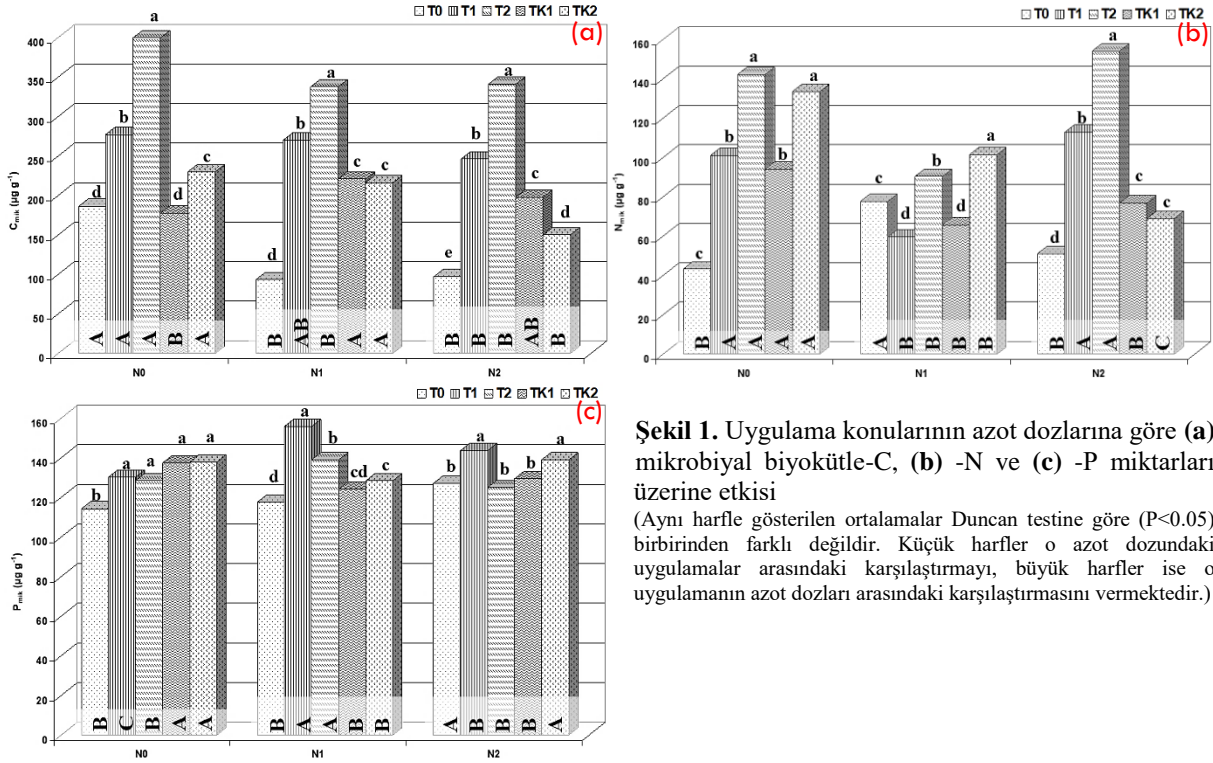 T0 T1 T2 TK1 TK2
(a)
C mik (µg g-1)
400
350
300
250
200
150
100
50
0
d b a d c
d b a c c
e b a c d
A A A B A
B AB B A A
B B B AB B
N0 N1 N2
T0 T1 T2 TK1 TK2
(b)
N mik (µg g-1)
160
140
120
100
80
60
40
20
0
c b a b a
c d b d a
d b a c c
B A A A A
A B B B B
B A A B C
N0 N1 N2
T0 T1 T2 TK1 TK2
(c)
P mik (µg g-1)
160
140
120
100
80
60
40
20
0
b a a a a
d a b cd c
b a b b a
B C B A A
B A A B B
A B B B A
N0 N1 N2
Şekil 1. Uygulama konularının azot dozlarına göre (a)
mikrobiyal biyokütle-C, (b) -N ve (c) -P miktarları
üzerine etkisi
(Aynı harfle gösterilen ortalamalar Duncan testine göre (P<0.05)
birbirinden farklı değildir. Küçük harfler o azot dozundaki
uygulamalar arasındaki karşılaştırmayı, büyük harfler ise o
uygulamanın azot dozları arasındaki karşılaştırmasını vermektedir.)